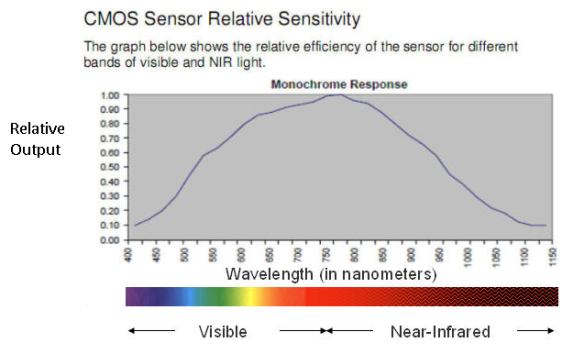 CMOS Sensor Relative Sensitivity
The graph below shows the relative efficiency of the sensor for different
bands of visible and NIR light.
Monochrome Response
Relative
Output
1.00
0.90
0.80
0.70
0.60
0.50
0.40
0.30
0.20
0.10
0.00
400 450 500 550 600 650 700 750 800 850 900 950 1000 1050 1100 1150
Wavelength (in nanometers)
Visible Near-Infrared